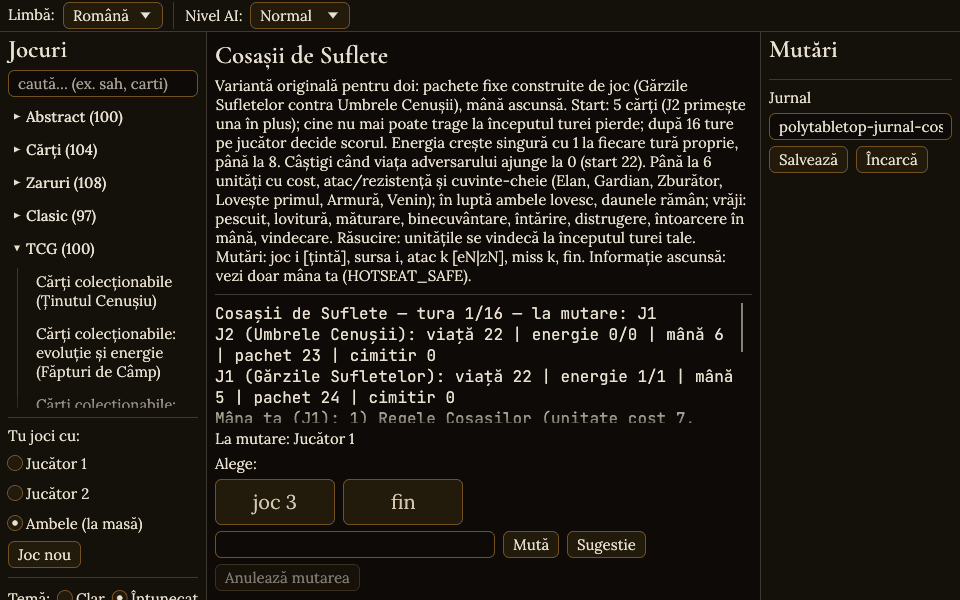 Limbă: Română ▼ Nivel AI: Normal ▼
Jocuri
caută... (ex. sah, carti)
▸ Abstract (100)
▸ Cărți (104)
▸ Zaruri (108)
▸ Clasic (97)
▾ TCG (100)
Cărți colecționabile
(Ținutul Cenușiu)
Cărți colecționabile:
evoluție și energie
(Făpturi de Câmp)
Cărți colecționabile:
Tu joci cu:
Jucător 1
Jucător 2
Ambele (la masă)
Joc nou
Temă: Clar Întunecat
Cosașii de Suflete
Variantă originală pentru doi: pachete fixe construite de joc (Gărzile
Sufletelor contra Umbrele Cenușii), mână ascunsă. Start: 5 cărți (J2 primește
una în plus); cine nu mai poate trage la începutul turei pierde; după 16 ture
pe jucător decide scorul. Energia crește singură cu 1 la fiecare tură proprie,
până la 8. Câștigi când viața adversarului ajunge la 0 (start 22). Până la 6
unități cu cost, atac/rezistență și cuvinte-cheie (Elan, Gardian, Zburător,
Lovește primul, Armură, Venin); în luptă ambele lovesc, daunele rămân; vrăji:
pescuit, lovitură, măturare, binecuvântare, întărire, distrugere, întoarcere în
mână, vindecare. Răsucire: unitățile se vindecă la începutul turei tale.
Mutări: joc i [țintă], sursa i, atac k [eN|zN], miss k, fin. Informație ascunsă:
vezi doar mâna ta (HOTSEAT_SAFE).
Cosașii de Suflete — tura 1/16 — la mutare: J1
J2 (Umbrele Cenușii): viață 22 | energie 0/0 | mână 6
| pachet 23 | cimitir 0
J1 (Gărzile Sufletelor): viață 22 | energie 1/1 | mână
5 | pachet 24 | cimitir 0
Mâna ta (J1): 1) Regele Cosașilor (unitate cost 7,
La mutare: Jucător 1
Alege:
joc 3 fin
Mută Sugestie
Anulează mutarea
Mutări
Jurnal
polytabletop-jurnal-cos
Salvează Încarcă